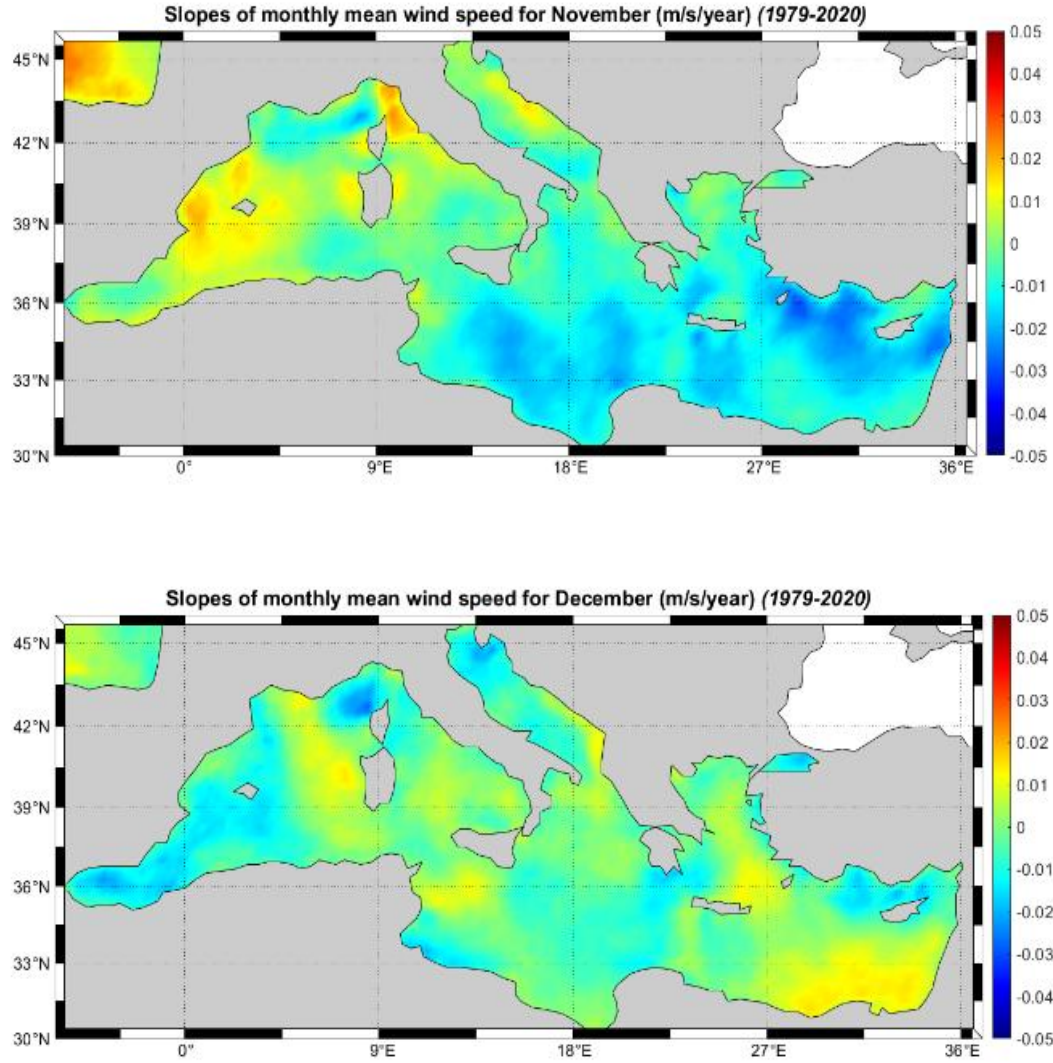 Slopes of monthly mean wind speed for November (m/s/year) (1979-2020)
45°N
42°N
39°N
36°N
33°N
30°N
0°
9°E
18°E
27°E
36°E
0.05
0.04
0.03
0.02
0.01
0
-0.01
-0.02
-0.03
-0.04
-0.05
Slopes of monthly mean wind speed for December (m/s/year) (1979-2020)
45°N
42°N
39°N
36°N
33°N
30°N
0°
9°E
18°E
27°E
36°E
0.05
0.04
0.03
0.02
0.01
0
-0.01
-0.02
-0.03
-0.04
-0.05